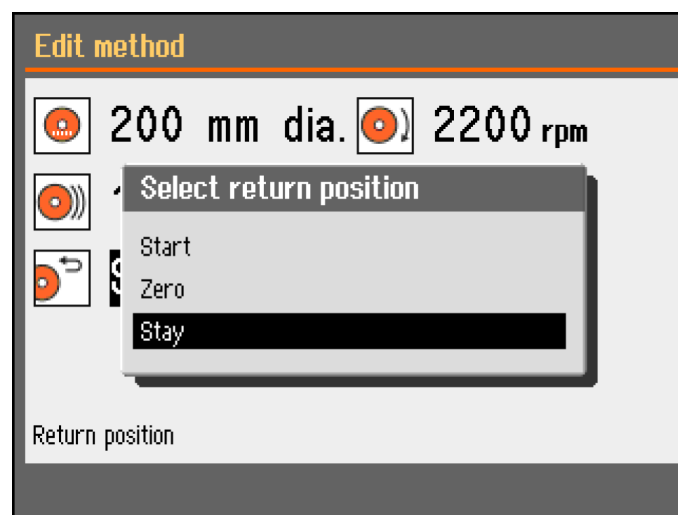 Edit method
200 mm dia. 2200 rpm
Select return position
Start
Zero
Stay
Return position